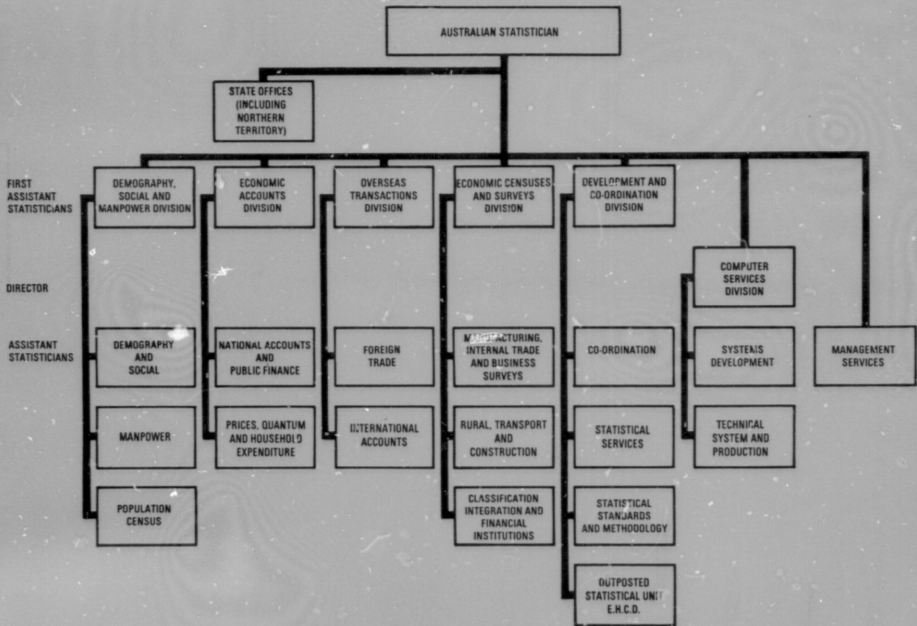 AUSTRALIAN STATISTICIAN
STATE OFFICES
(INCLUDING
NORTHERN
TERRITORY)
FIRST
ASSISTANT
STATISTICIANS
DEMOGRAPHY,
SOCIAL AND
MANPOWER DIVISION
ECONOMIC
ACCOUNTS
DIVISION
OVERSEAS
TRANSACTIONS
DIVISION
ECONOMIC CENSUSES
AND SURVEYS
DIVISION
DEVELOPMENT AND
CO-ORDINATION
DIVISION
DIRECTOR
COMPUTER
SERVICES
DIVISION
ASSISTANT
STATISTICIANS
DEMOGRAPHY
AND
SOCIAL
NATIONAL ACCOUNTS
AND
PUBLIC FINANCE
FOREIGN
TRADE
MANUFACTURING,
INTERNAL TRADE
AND BUSINESS
SURVEYS
CO-ORDINATION
SYSTEMS
DEVELOPMENT
MANAGEMENT
SERVICES
MANPOWER
PRICES, QUANTUM
AND HOUSEHOLD
EXPENDITURE
INTERNATIONAL
ACCOUNTS
RURAL, TRANSPORT
AND
CONSTRUCTION
STATISTICAL
SERVICES
TECHNICAL
SYSTEM AND
PRODUCTION
POPULATION
CENSUS
CLASSIFICATION
INTEGRATION AND
FINANCIAL
INSTITUTIONS
STATISTICAL
STANDARDS
AND METHODOLOGY
OUTPOSTED
STATISTICAL UNIT
E.H.C.D.